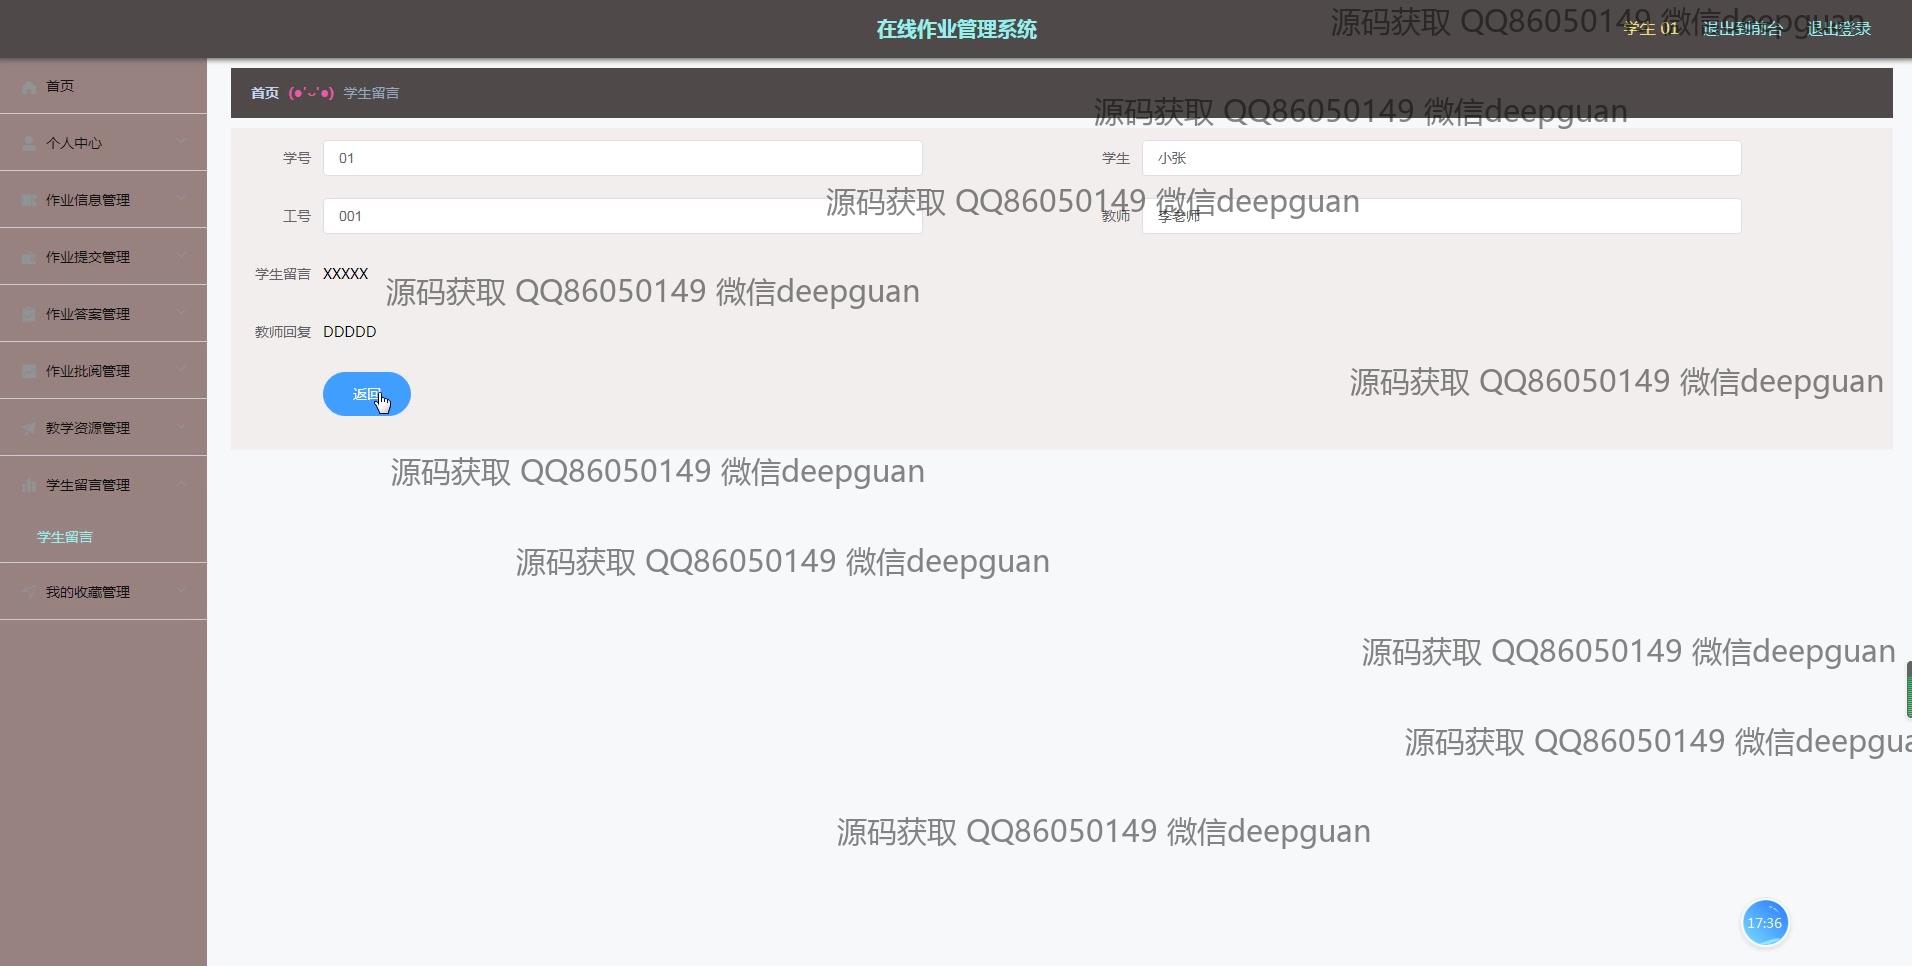 在线作业管理系统
源码获取 QQ86050149 微信deepguan
学生 01 退出到前台 退出登录
首页
个人中心
作业信息管理
作业提交管理
作业答案管理
作业批阅管理
教学资源管理
学生留言管理
学生留言
我的收藏管理
首页 (●'◡'●) 学生留言
源码获取 QQ86050149 微信deepguan
学号 01 学生 小张
源码获取 QQ86050149 微信deepguan
工号 001 教师 李老师
学生留言 XXXXX
源码获取 QQ86050149 微信deepguan
教师回复 DDDDD
源码获取 QQ86050149 微信deepguan
返回
源码获取 QQ86050149 微信deepguan
源码获取 QQ86050149 微信deepguan
源码获取 QQ86050149 微信deepguan
源码获取 QQ86050149 微信deepgua
源码获取 QQ86050149 微信deepguan
17:36